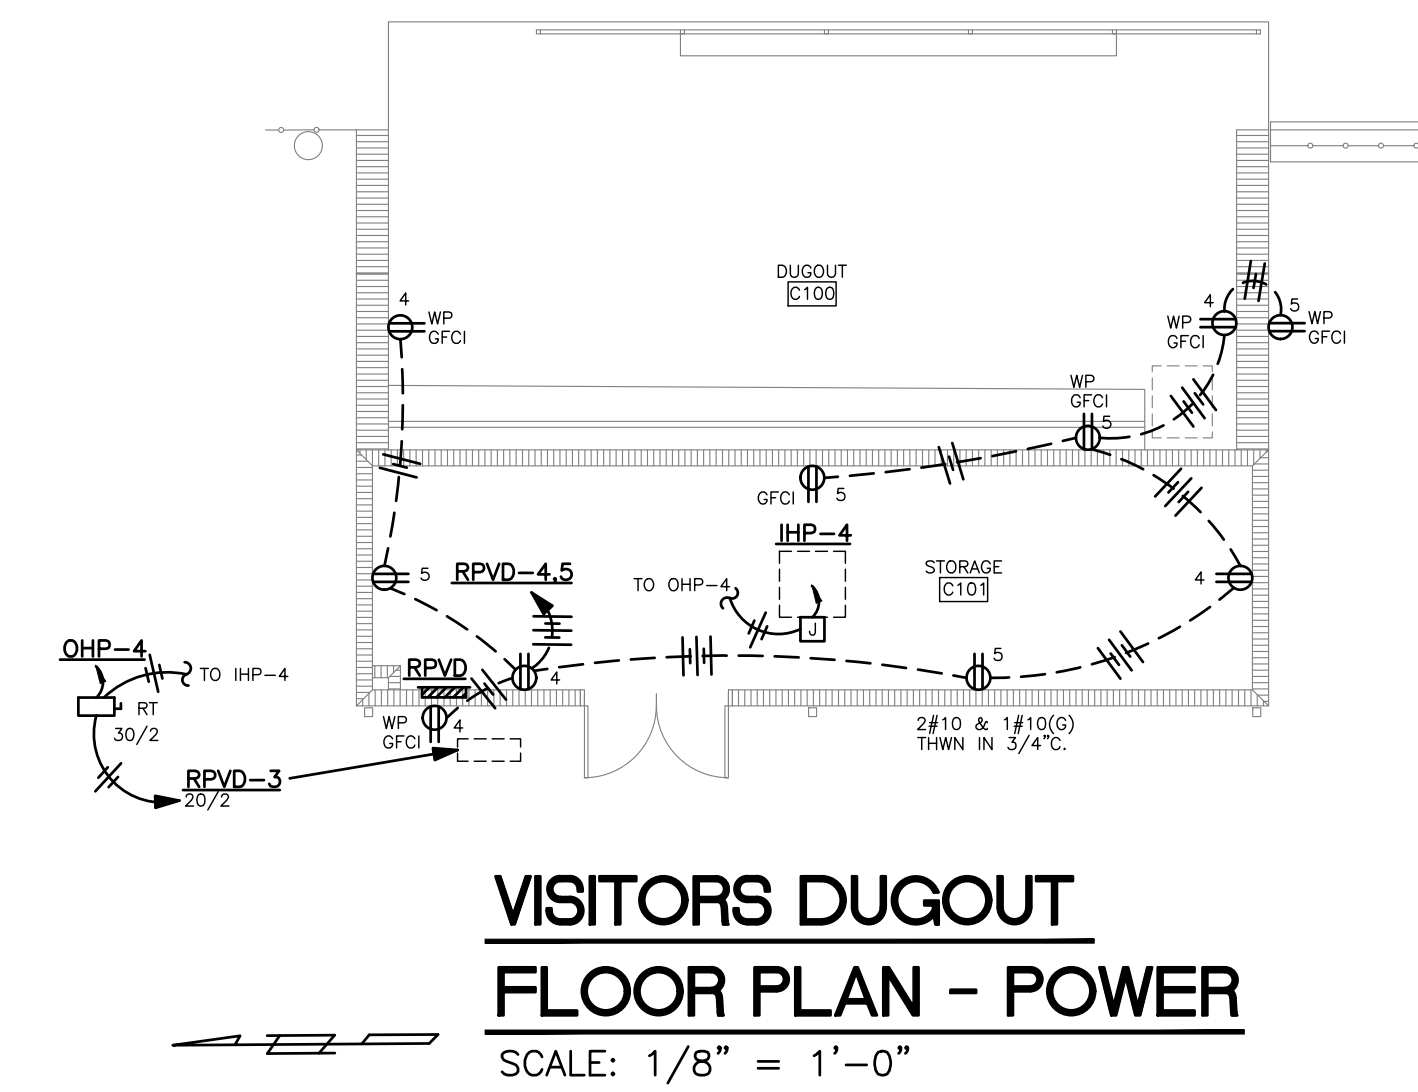 DUGOUT
C100
4
WP
GFCI
4
WP
GFCI
5
WP
GFCI
WP
GFCI
5
GFCI
5
IHP-4
5
RPVD-4,5
TO OHP-4
STORAGE
C101
4
J
OHP-4
TO IHP-4
RPVD
4
5
RT
30/2
WP
GFCI
4
2#10 & 1#10(G)
THWN IN 3/4"C.
RPVD-3
20/2
VISITORS DUGOUT
FLOOR PLAN - POWER
SCALE: 1/8" = 1'-0"